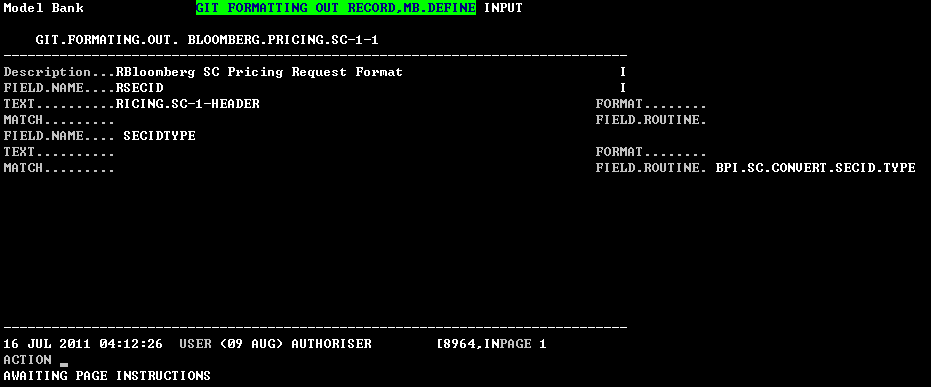 Model Bank GIT FORMATTING OUT RECORD,MB.DEFINE INPUT
GIT.FORMATING.OUT. BLOOMBERG.PRICING.SC-1-1
Description...RBloomberg SC Pricing Request Format I
FIELD.NAME....RSECID I
TEXT..........RICING.SC-1-HEADER FORMAT........
MATCH......... FIELD.ROUTINE.
FIELD.NAME.... SECIDTYPE
TEXT.......... FORMAT........
MATCH......... FIELD.ROUTINE. BPI.SC.CONVERT.SECID.TYPE
16 JUL 2011 04:12:26 USER (09 AUG) AUTHORISER [8964,INPAGE 1
ACTION _
AWAITING PAGE INSTRUCTIONS